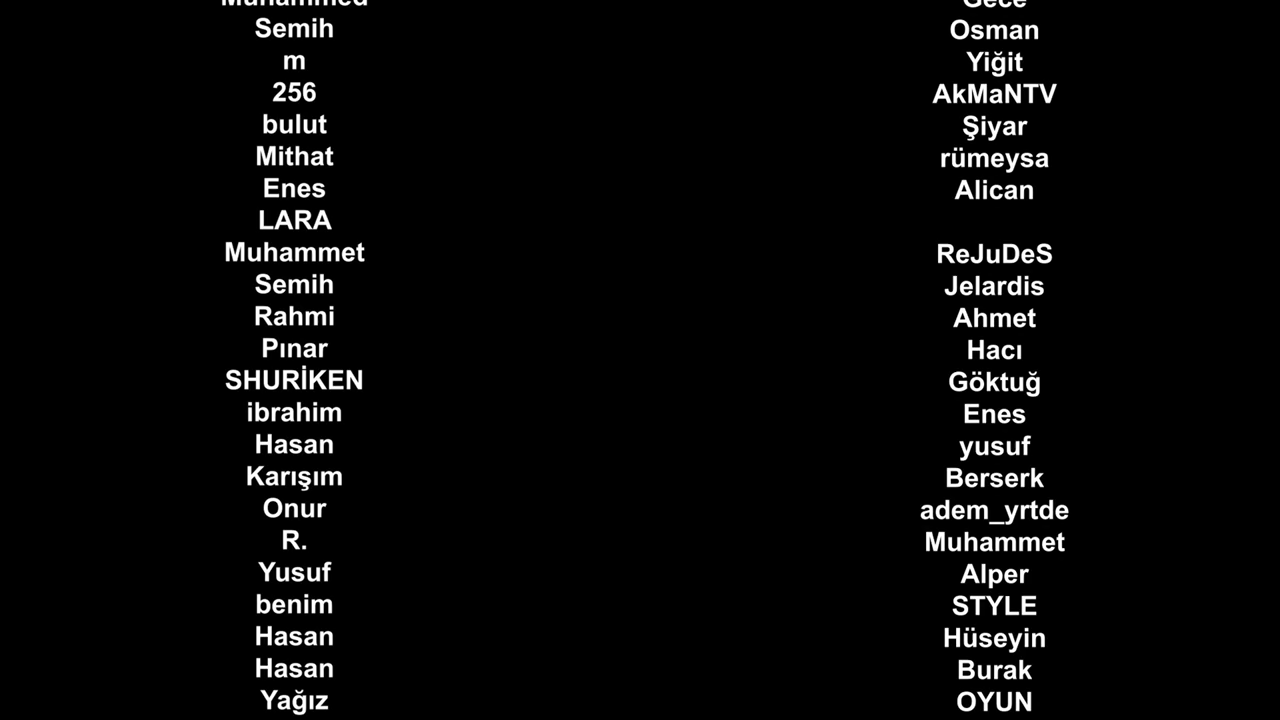 Muhammed
Semih
m
256
bulut
Mithat
Enes
LARA
Muhammet
Semih
Rahmi
Pınar
SHURİKEN
ibrahim
Hasan
Karışım
Onur
R.
Yusuf
benim
Hasan
Hasan
Yağız
Gece
Osman
Yiğit
AkMaNTV
Şiyar
rümeysa
Alican
ReJuDeS
Jelardis
Ahmet
Hacı
Göktuğ
Enes
yusuf
Berserk
adem_yrtde
Muhammet
Alper
STYLE
Hüseyin
Burak
OYUN